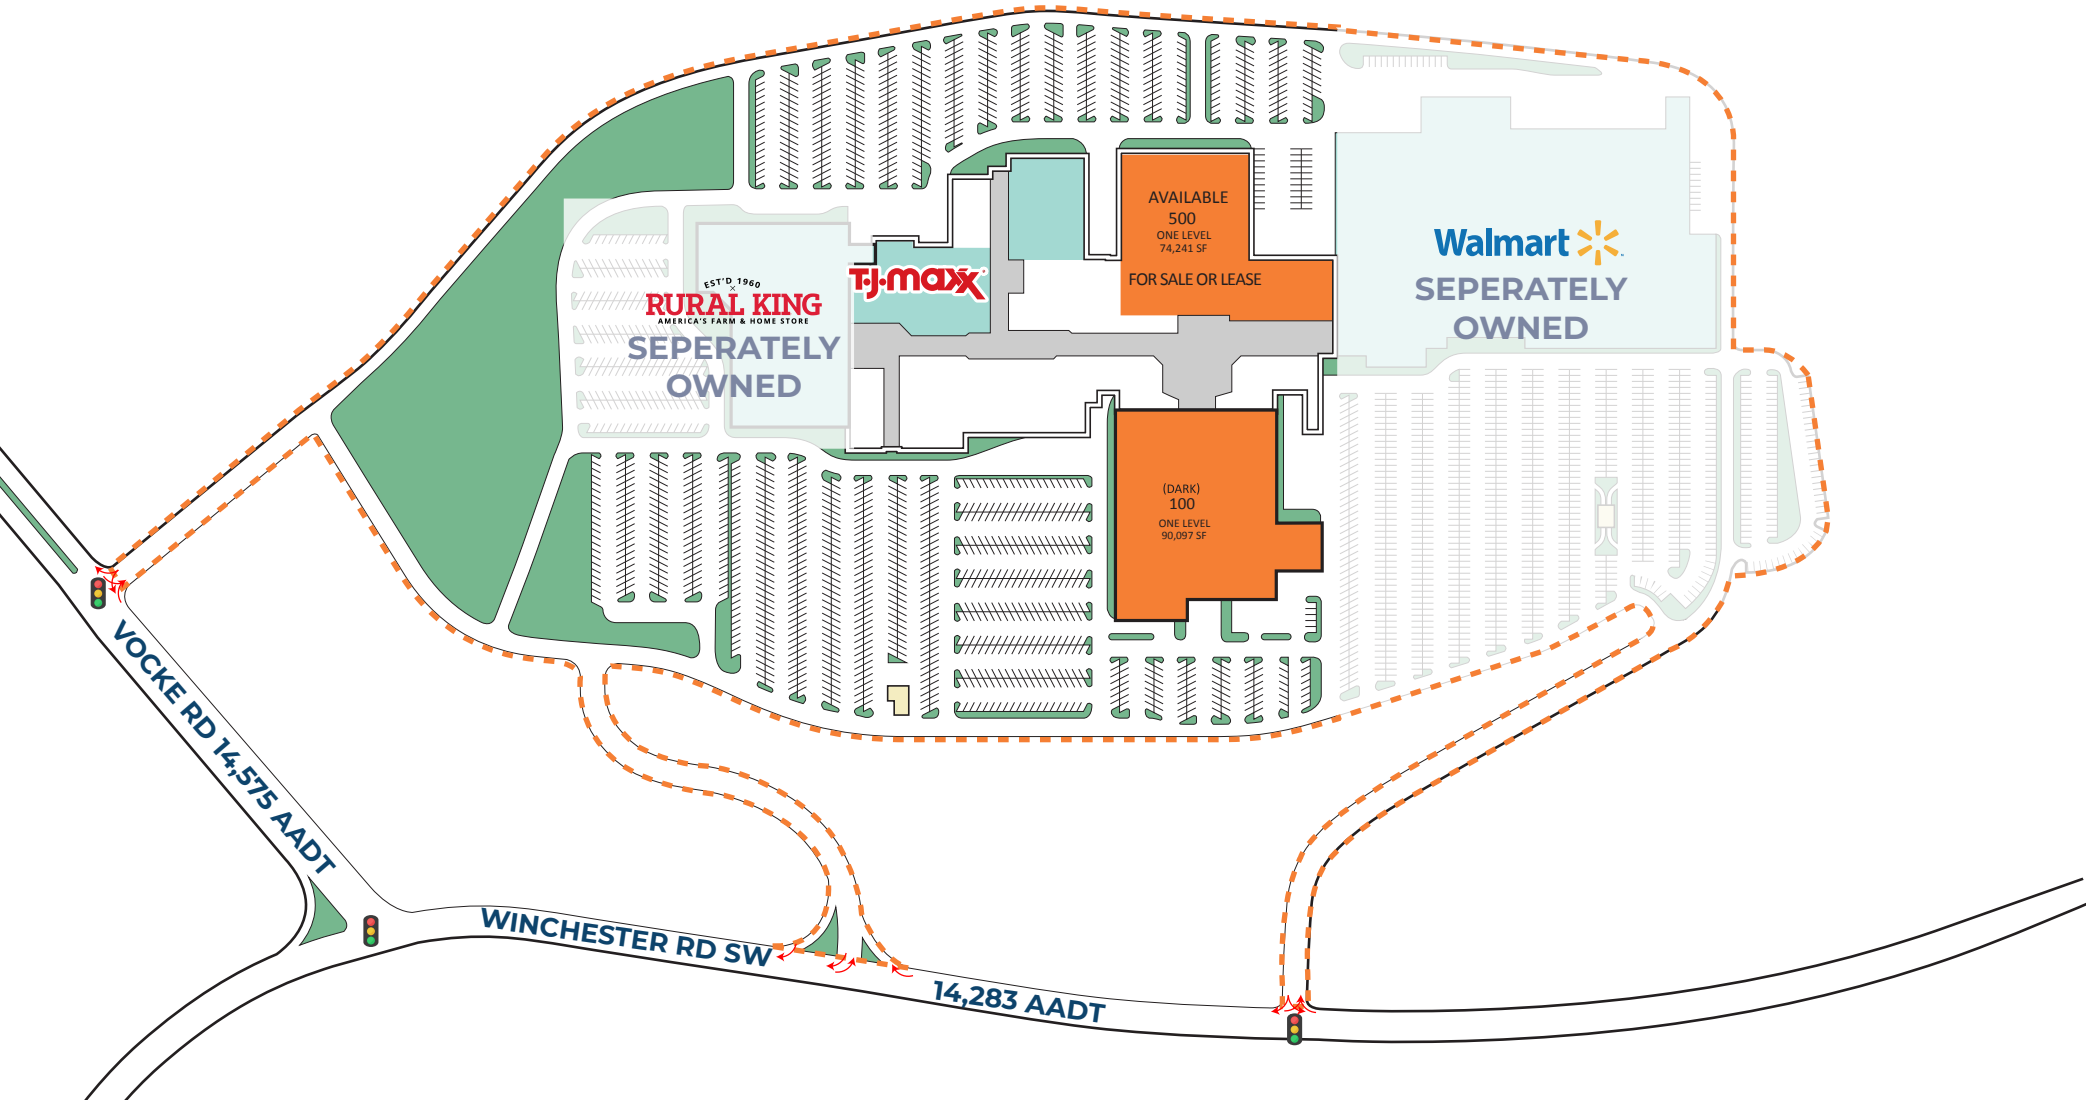 AVAILABLE
500
ONE LEVEL
74,241 SF
FOR SALE OR LEASE
Walmart
SEPERATELY
OWNED
T.J.maxx
EST'D 1960
×
RURAL KING
AMERICA'S FARM & HOME STORE
SEPERATELY
OWNED
(DARK)
100
ONE LEVEL
90,097 SF
VOCKE RD 14,575 AADT
WINCHESTER RD SW
14,283 AADT